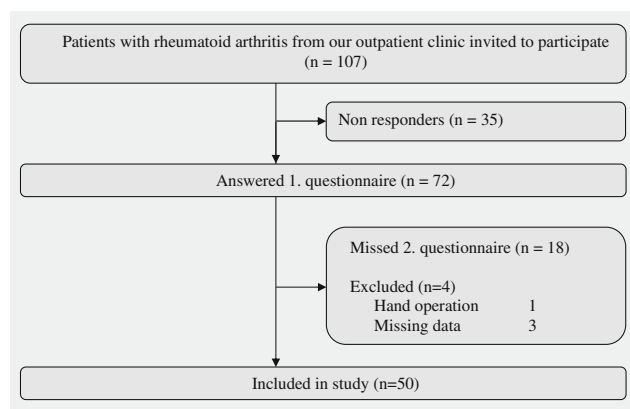 Patients with rheumatoid arthritis from our outpatient clinic invited to participate
(n = 107)
Non responders (n = 35)
Answered 1. questionnaire (n = 72)
Missed 2. questionnaire (n = 18)
Excluded (n=4)
Hand operation 1
Missing data 3
Included in study (n=50)